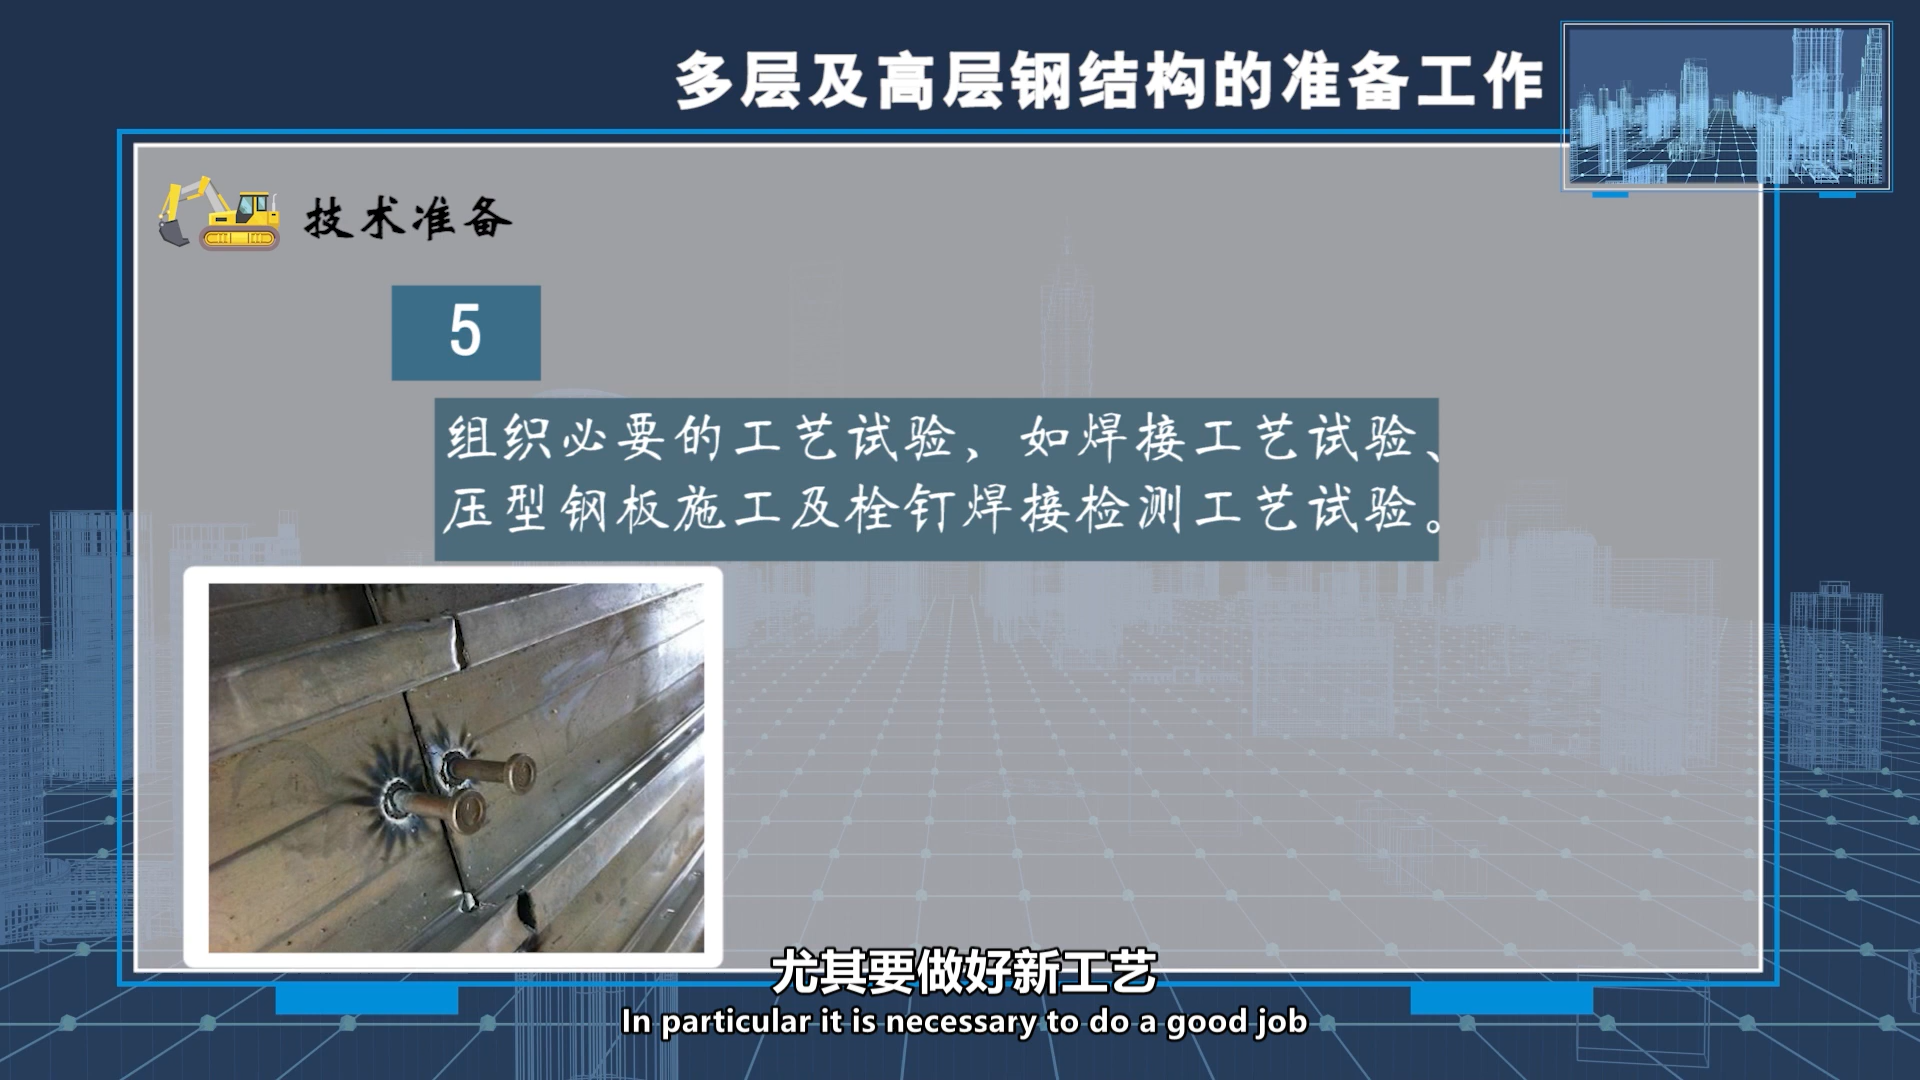 多层及高层钢结构的准备工作
技术准备
5
组织必要的工艺试验，如焊接工艺试验、
压型钢板施工及栓钉焊接检测工艺试验。
尤其要做好新工艺
In particular it is necessary to do a good job